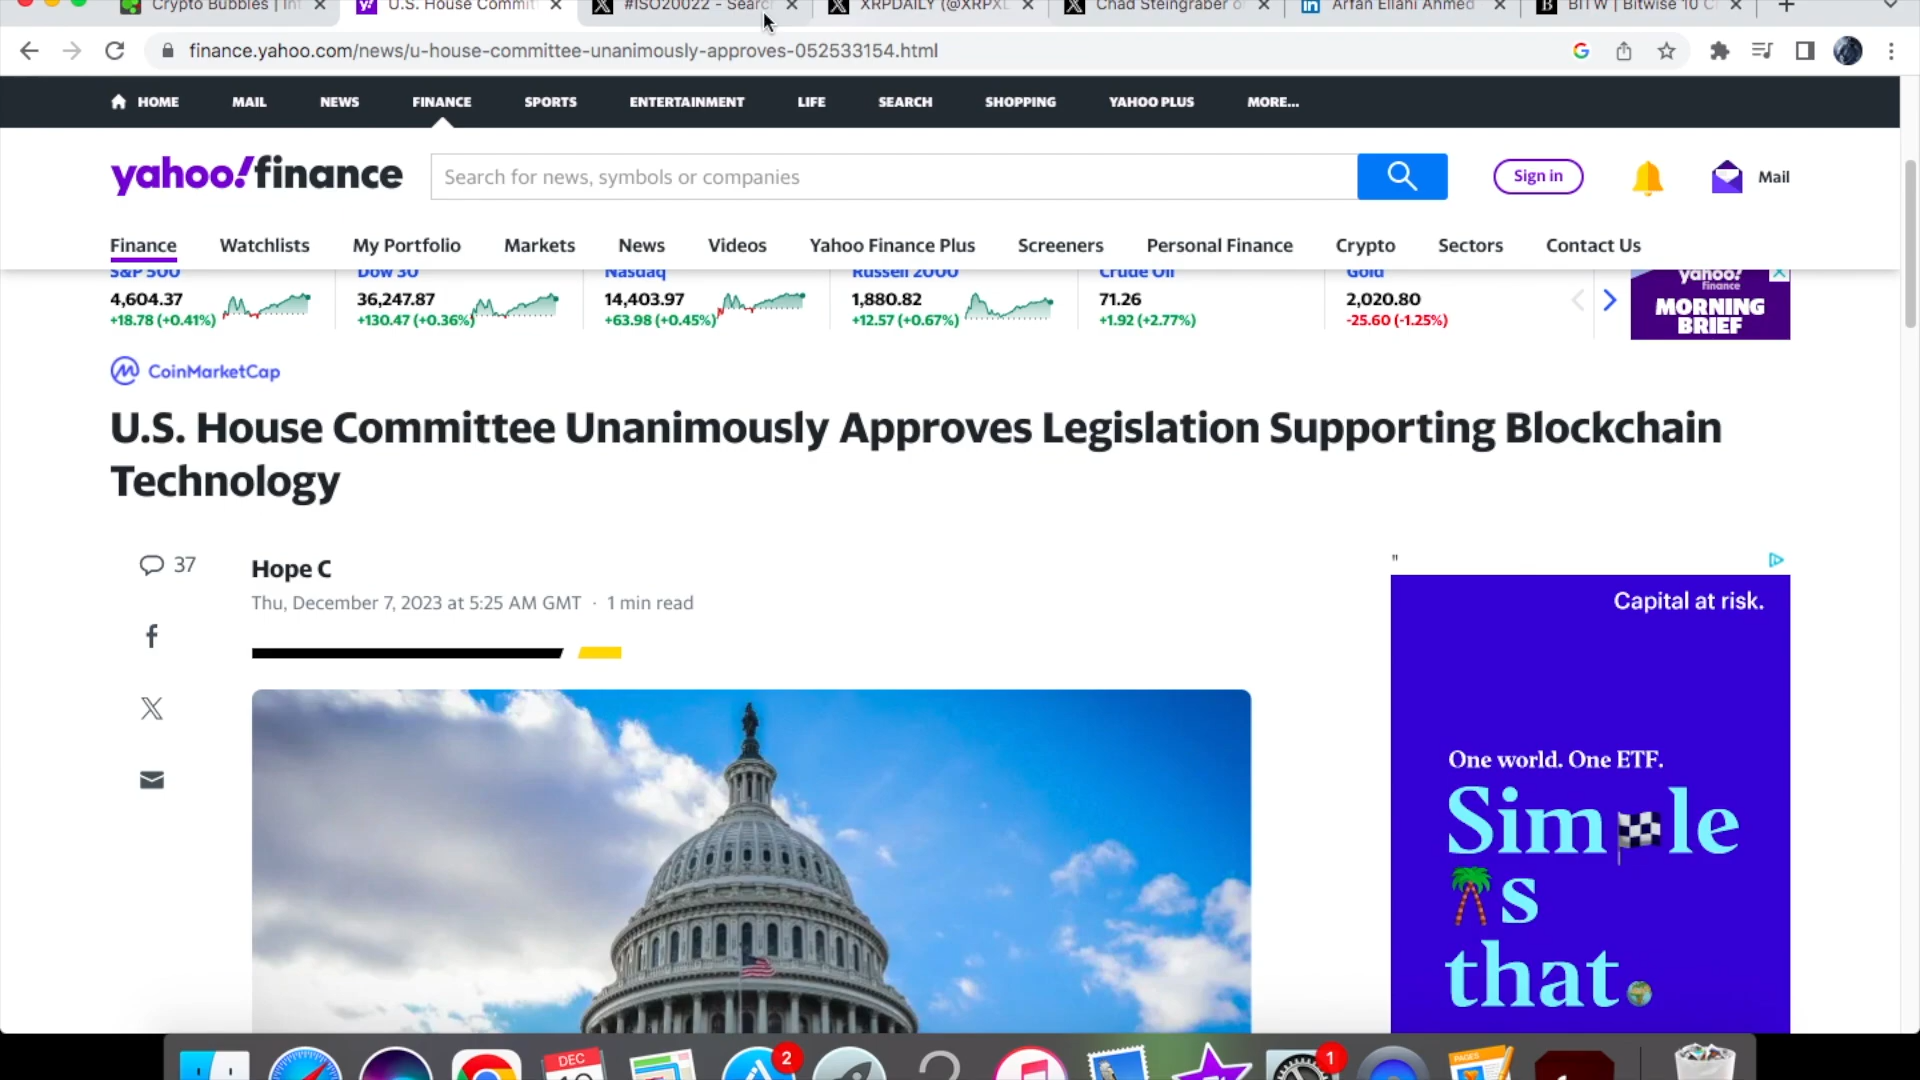 Crypto Bubbles | Int
U.S. House Commit
#ISO20022 - Search
XRPDAILY (@XRPXL
Chad Steingraber o
Arfan Ellahi Ahmed
BITW | Bitwise 10 C
finance.yahoo.com/news/u-house-committee-unanimously-approves-052533154.html
HOME MAIL NEWS FINANCE SPORTS ENTERTAINMENT LIFE SEARCH SHOPPING YAHOO PLUS MORE...
yahoo!finance
Search for news, symbols or companies
Sign in
Mail
Finance Watchlists My Portfolio Markets News Videos Yahoo Finance Plus Screeners Personal Finance Crypto Sectors Contact Us
S&P 500
4,604.37
+18.78 (+0.41%)
Dow 30
36,247.87
+130.47 (+0.36%)
Nasdaq
14,403.97
+63.98 (+0.45%)
Russell 2000
1,880.82
+12.57 (+0.67%)
Crude Oil
71.26
+1.92 (+2.77%)
Gold
2,020.80
-25.60 (-1.25%)
yahoo!
finance
MORNING
BRIEF
CoinMarketCap
U.S. House Committee Unanimously Approves Legislation Supporting Blockchain
Technology
37
Hope C
Thu, December 7, 2023 at 5:25 AM GMT · 1 min read
"
Capital at risk.
One world. One ETF.
Sim le
s
that.
DEC
2
1
PAGES